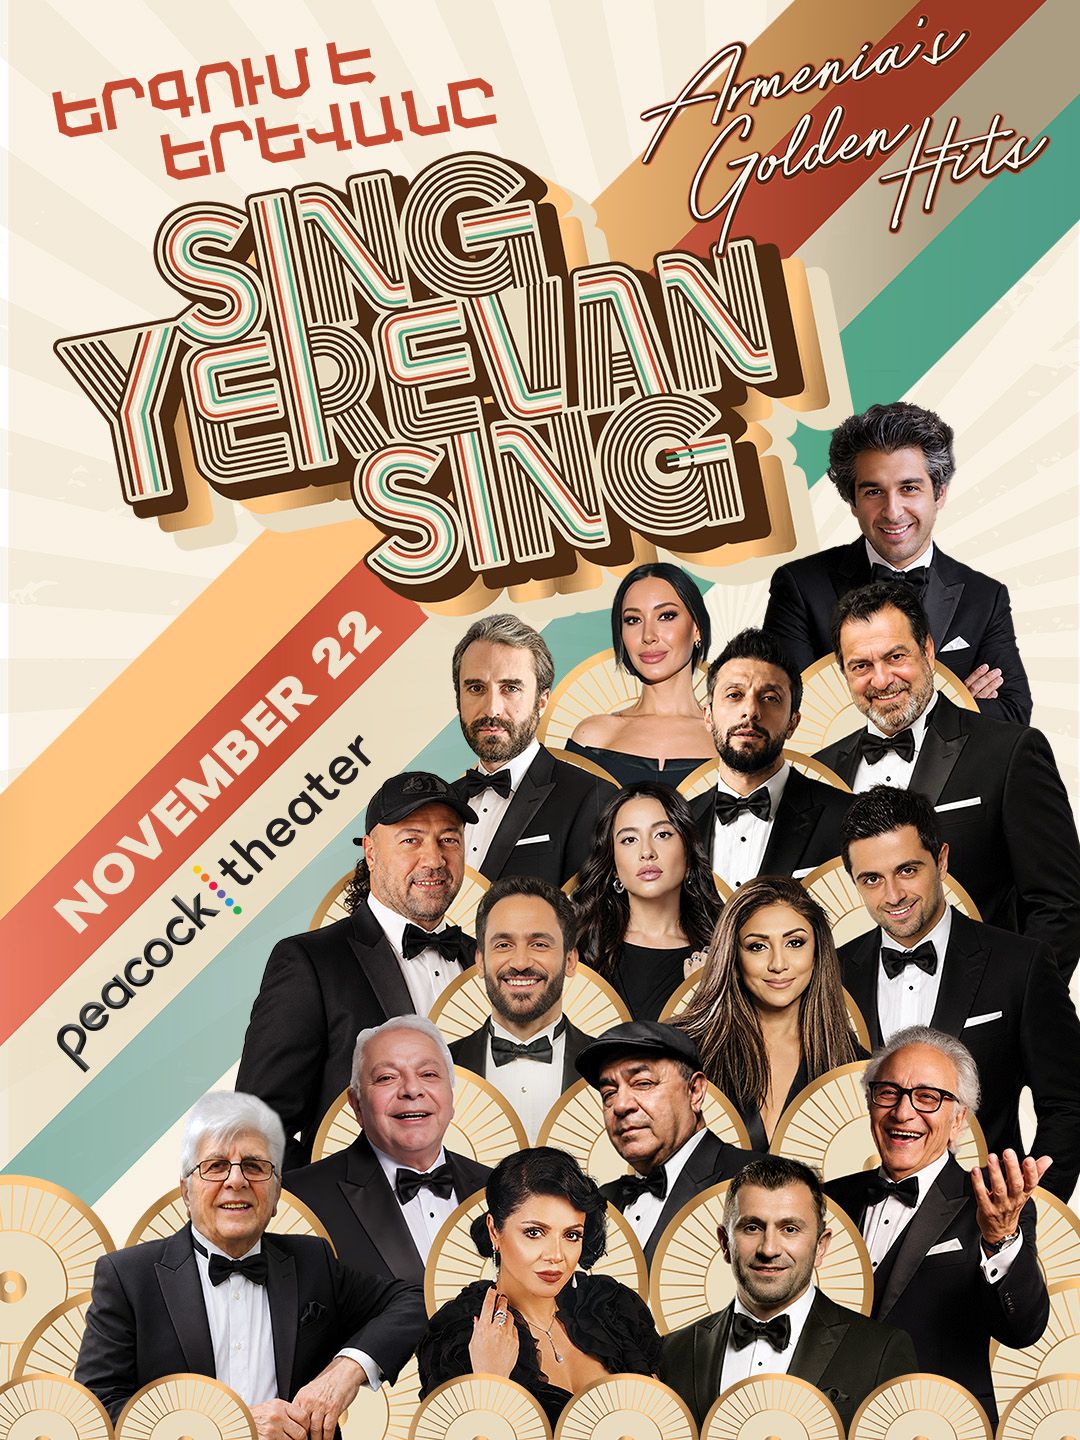 ԵՐԳՈՒՄ Է
ԵՐԵՎԱՆԸ
Armenia's
Golden Hits
SING
YEREVAN
SING
NOVEMBER 22
peacock theater